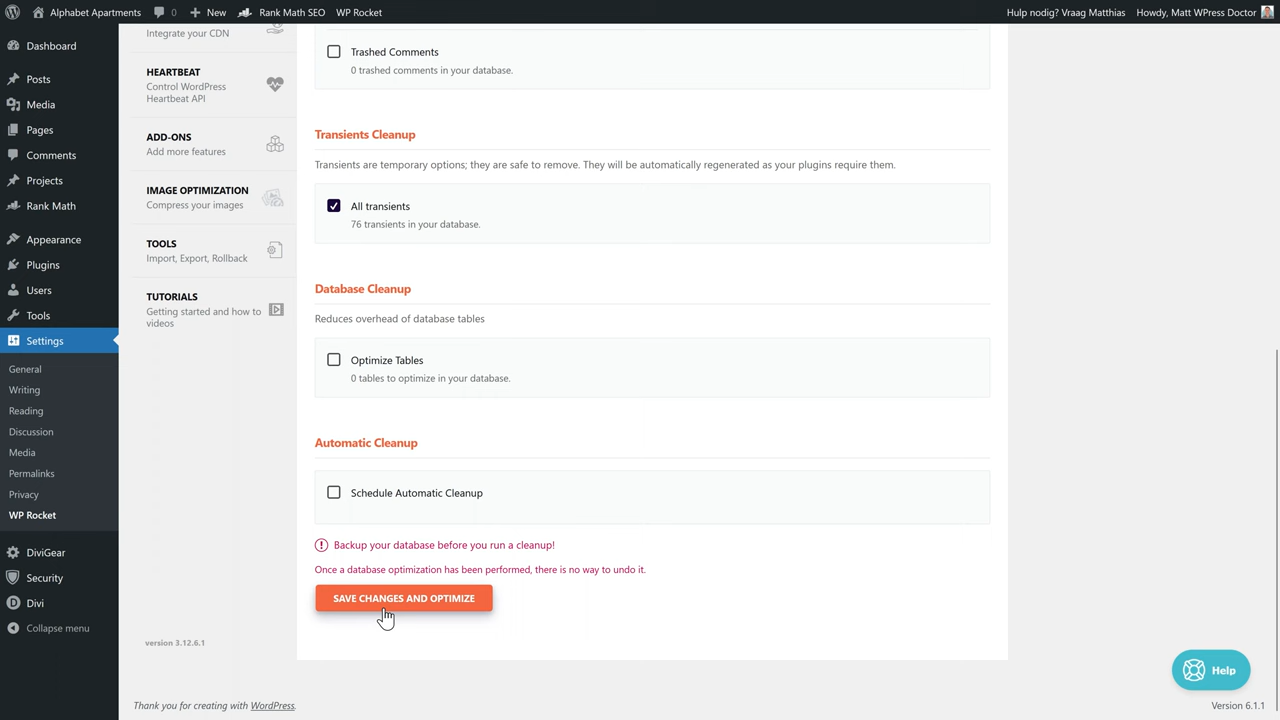 Alphabet Apartments 0 New Rank Math SEO WP Rocket Hulp nodig? Vraag Matthias Howdy, Matt WPress Doctor
Dashboard
Posts
Media
Pages
Comments
Projects
Rank Math
Appearance
Plugins
Users
Tools
Settings
General
Writing
Reading
Discussion
Media
Permalinks
Privacy
WP Rocket
DiviGear
Security
Divi
Collapse menu
Integrate your CDN
HEARTBEAT
Control WordPress
Heartbeat API
ADD-ONS
Add more features
IMAGE OPTIMIZATION
Compress your images
TOOLS
Import, Export, Rollback
TUTORIALS
Getting started and how to
videos
version 3.12.6.1
Trashed Comments
0 trashed comments in your database.
Transients Cleanup
Transients are temporary options; they are safe to remove. They will be automatically regenerated as your plugins require them.
All transients
76 transients in your database.
Database Cleanup
Reduces overhead of database tables
Optimize Tables
0 tables to optimize in your database.
Automatic Cleanup
Schedule Automatic Cleanup
Backup your database before you run a cleanup!
Once a database optimization has been performed, there is no way to undo it.
SAVE CHANGES AND OPTIMIZE
Help
Thank you for creating with WordPress.
Version 6.1.1